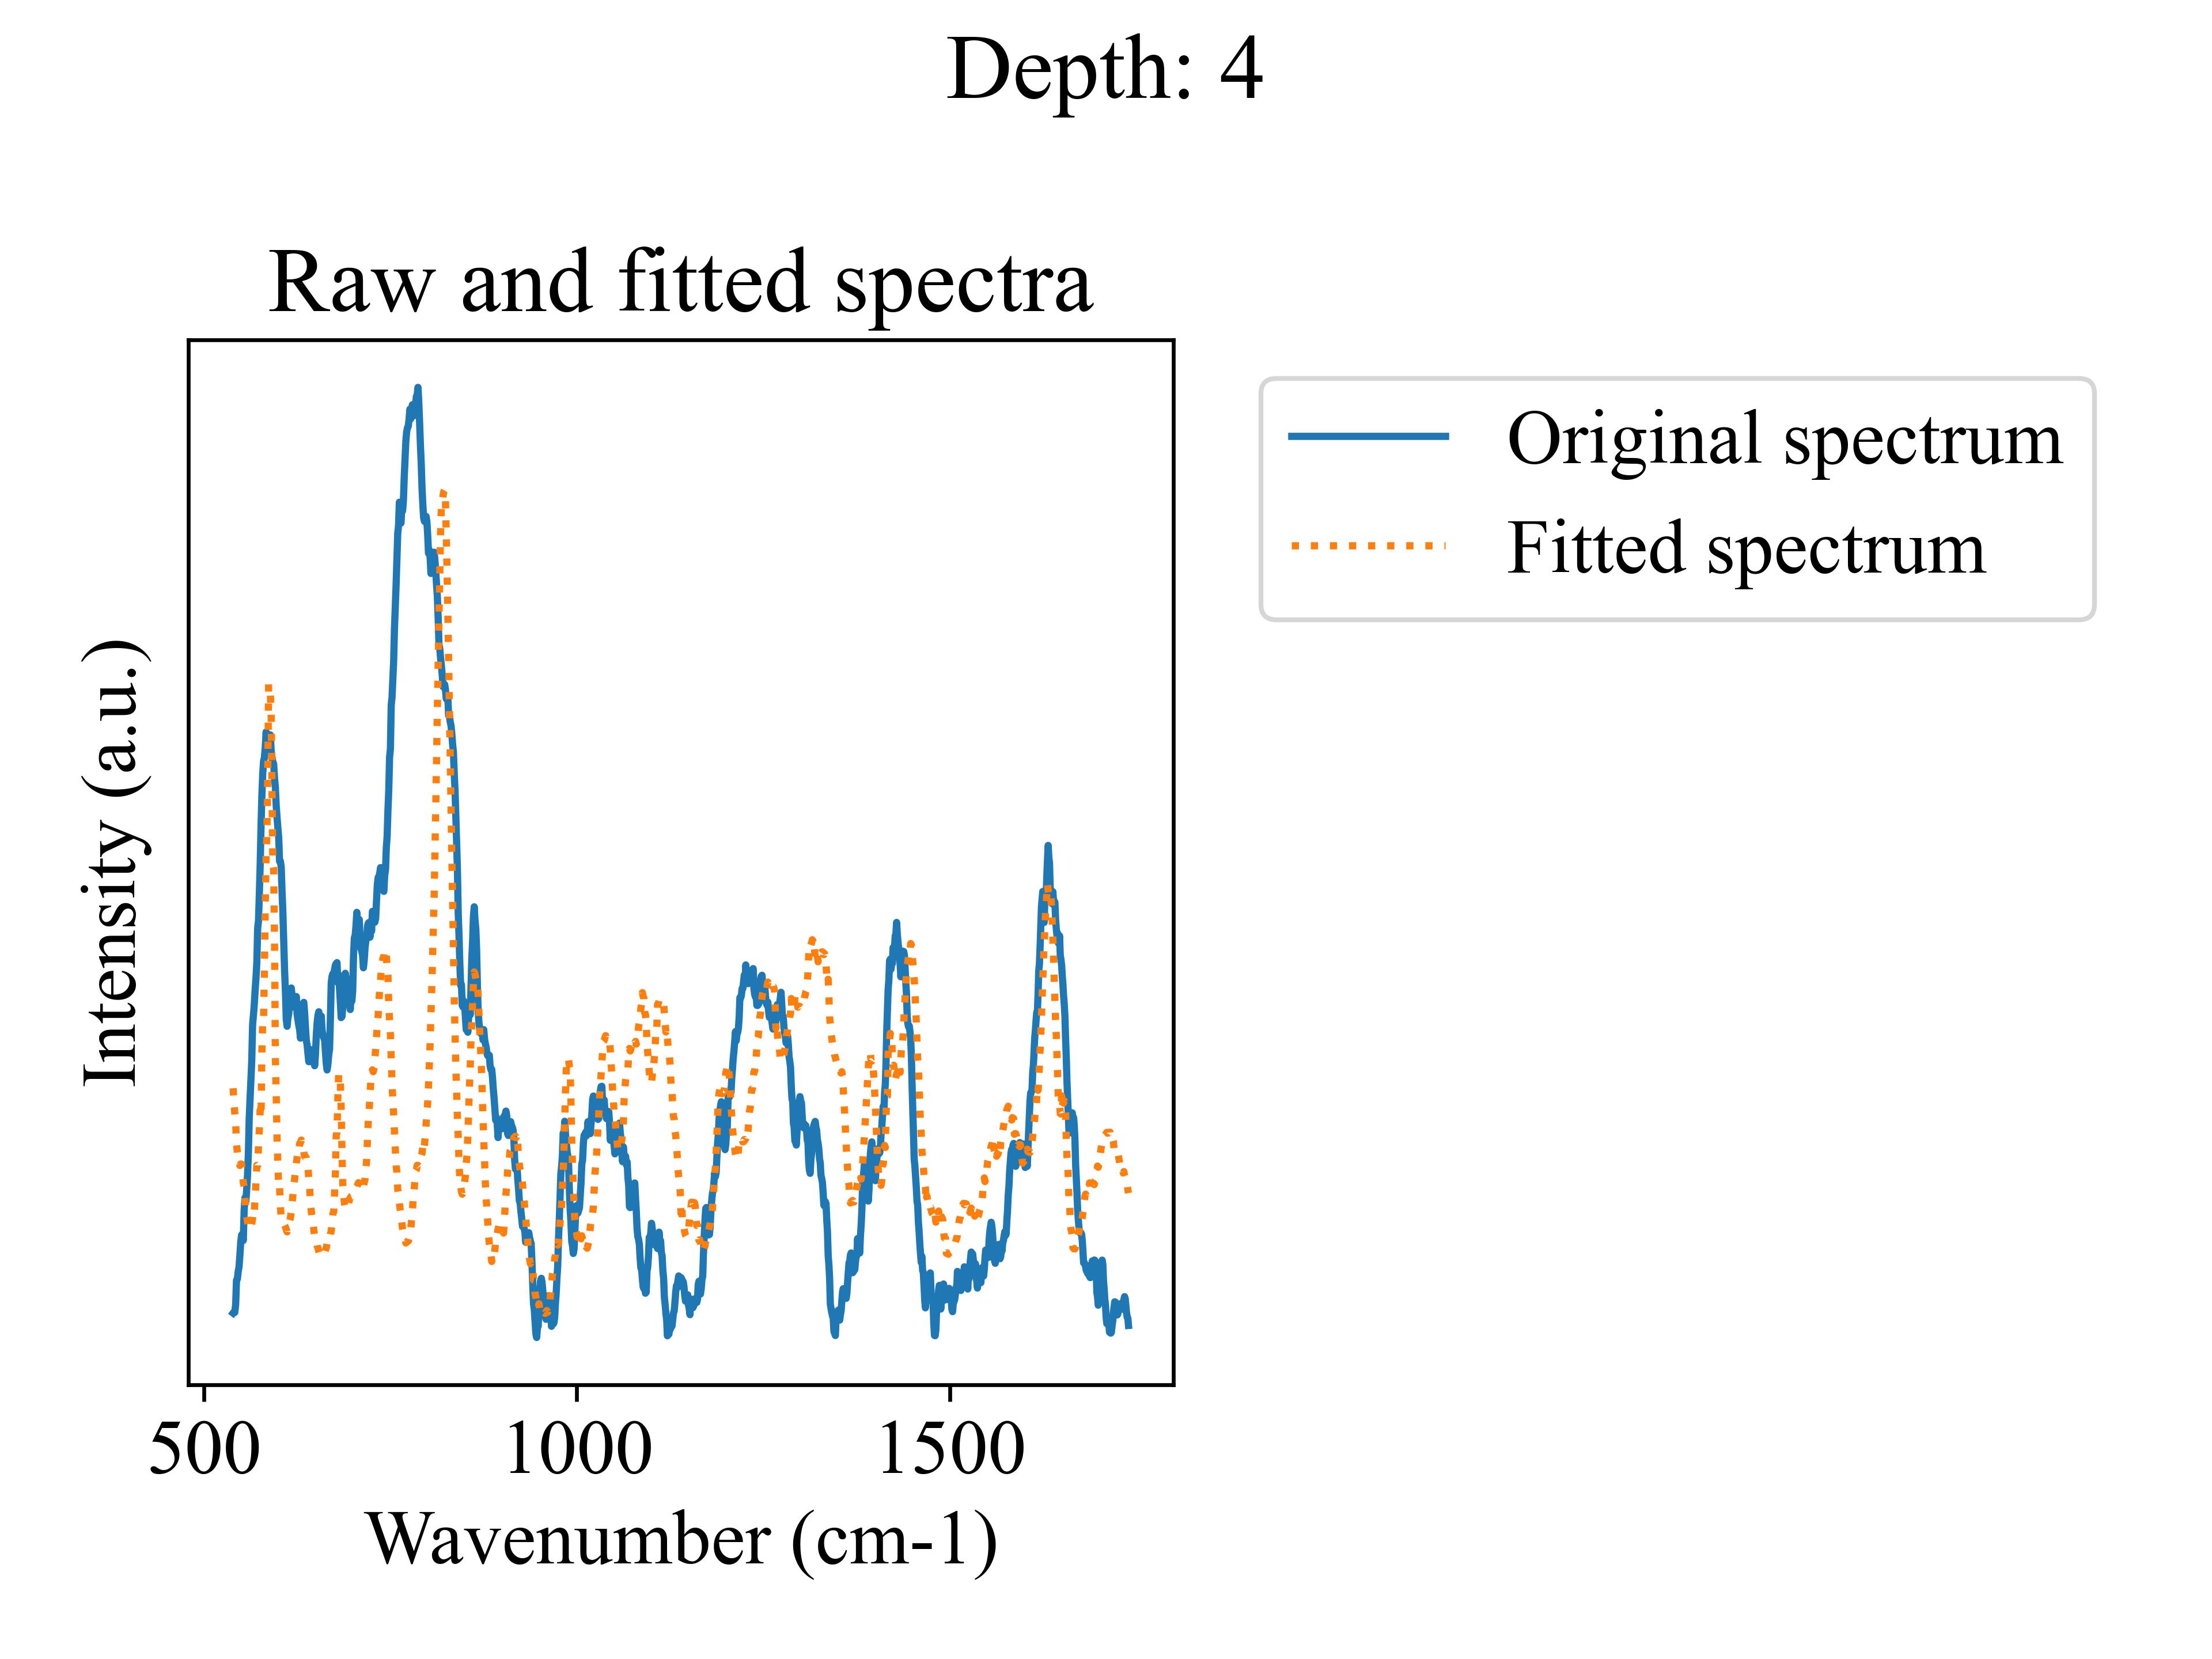 Depth: 4
Raw and fitted spectra
Original spectrum
Fitted spectrum
Intensity (a.u.)
500 1000 1500
Wavenumber (cm-1)